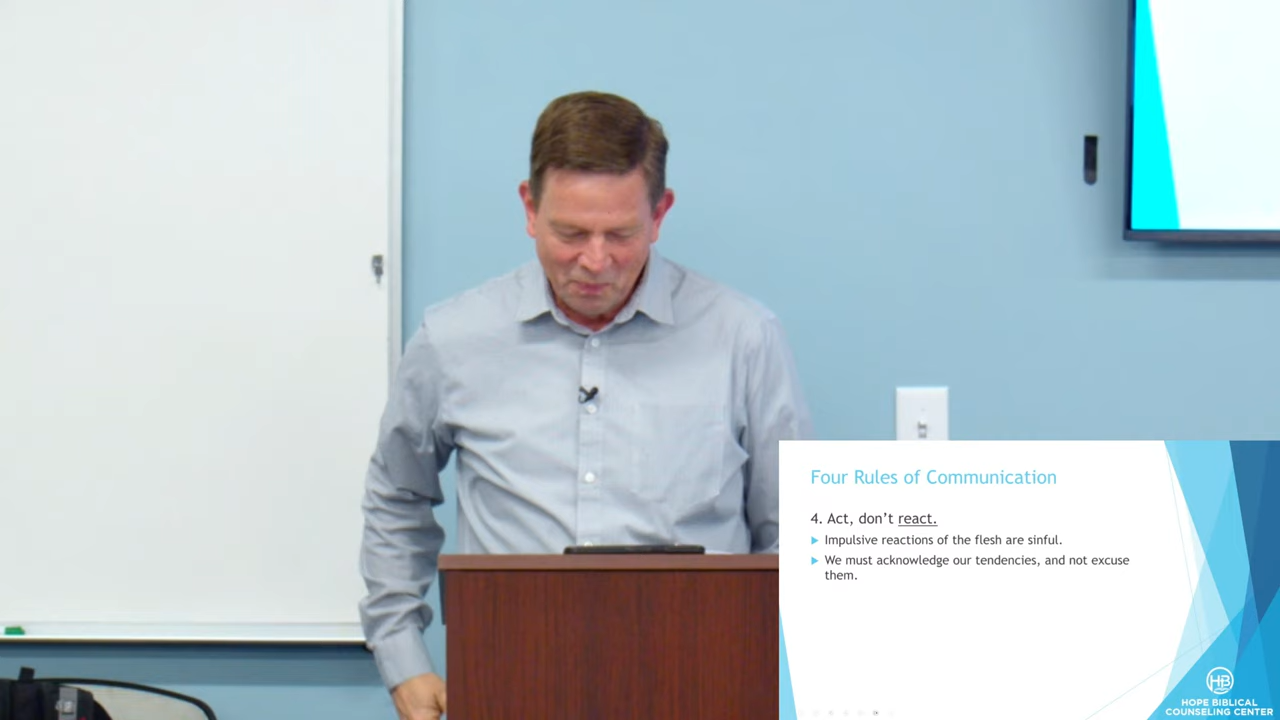 Four Rules of Communication
4. Act, don’t react.
▶ Impulsive reactions of the flesh are sinful.
▶ We must acknowledge our tendencies, and not excuse
them.
HB
HOPE BIBLICAL
COUNSELING CENTER